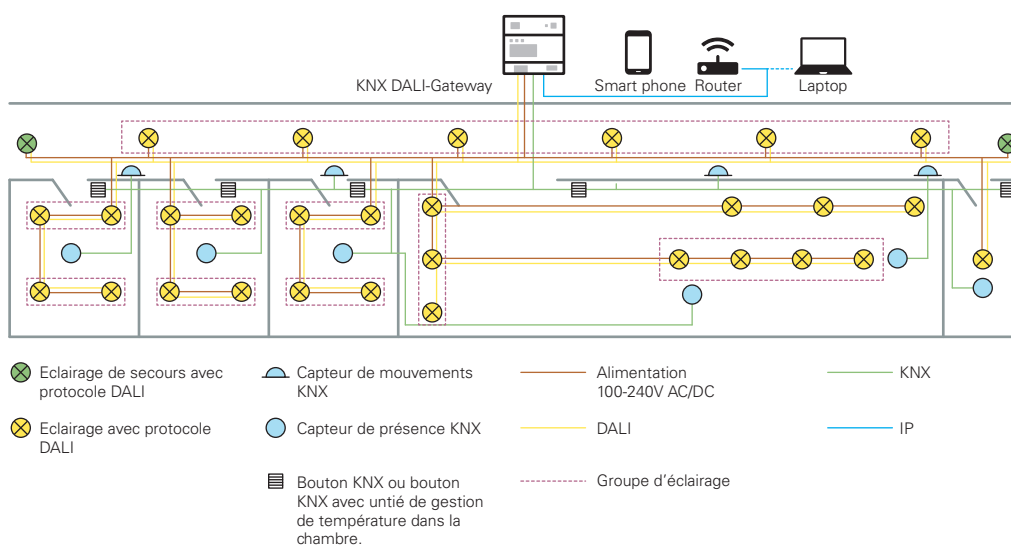 KNX DALI-Gateway
Smart phone
Router
Laptop
Eclairage de secours avec
protocole DALI
Eclairage avec protocole
DALI
Capteur de mouvements
KNX
Capteur de présence KNX
Bouton KNX ou bouton
KNX avec untié de gestion
de température dans la
chambre.
Alimentation
100-240V AC/DC
DALI
Groupe d'éclairage
KNX
IP